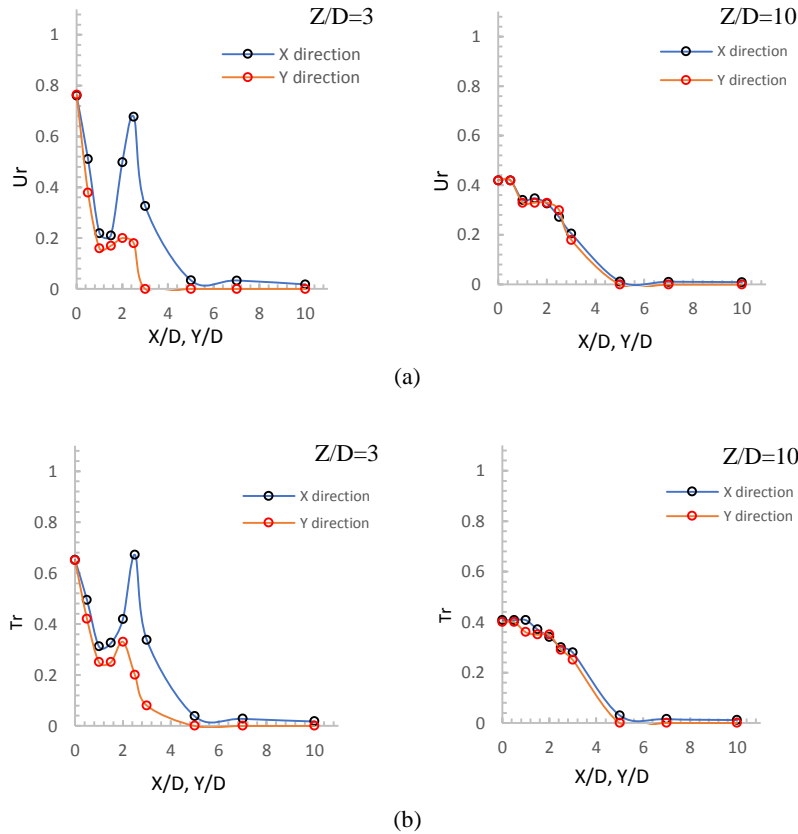 Z/D=3
1
0.8
0.6
0.4
0.2
0
Ur
0 2 4 6 8 10
X/D, Y/D
X direction
Y direction
Z/D=10
1
0.8
0.6
0.4
0.2
0
Ur
0 2 4 6 8 10
X/D, Y/D
X direction
Y direction
(a)
Z/D=3
1
0.8
0.6
0.4
0.2
0
Tr
0 2 4 6 8 10
X/D, Y/D
X direction
Y direction
Z/D=10
1
0.8
0.6
0.4
0.2
0
Tr
0 2 4 6 8 10
X/D, Y/D
X direction
Y direction
(b)